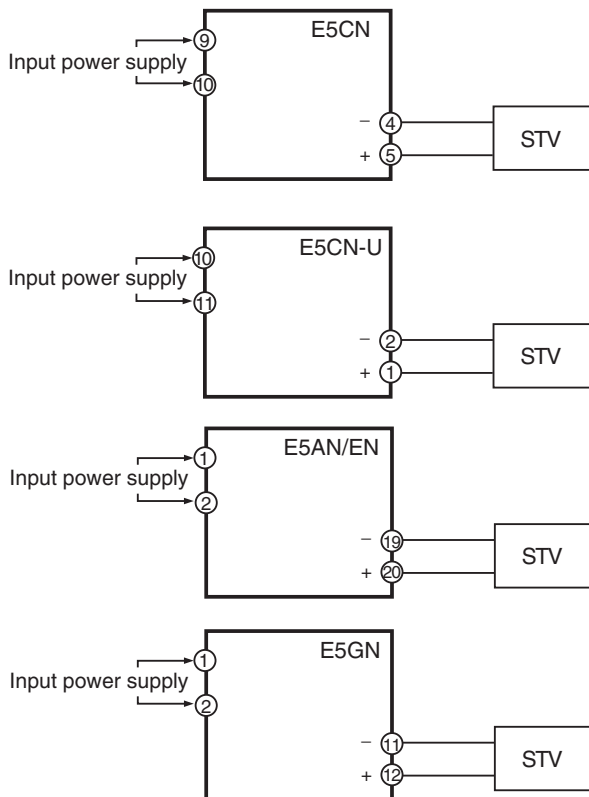 E5CN
9
Input power supply
10
− 4
+ 5
STV
E5CN-U
10
Input power supply
11
− 2
+ 1
STV
E5AN/EN
1
Input power supply
2
− 19
+ 20
STV
E5GN
1
Input power supply
2
− 11
+ 12
STV